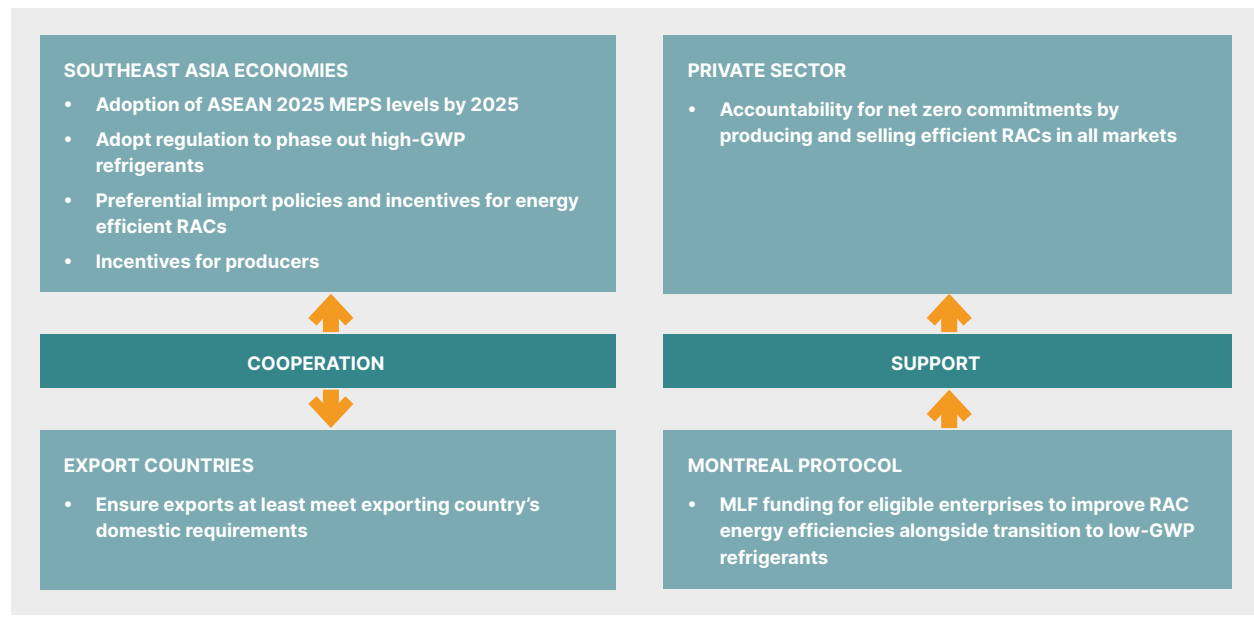 SOUTHEAST ASIA ECONOMIES
• Adoption of ASEAN 2025 MEPS levels by 2025
• Adopt regulation to phase out high-GWP
refrigerants
• Preferential import policies and incentives for energy
efficient RACs
• Incentives for producers
COOPERATION
EXPORT COUNTRIES
• Ensure exports at least meet exporting country’s
domestic requirements
PRIVATE SECTOR
• Accountability for net zero commitments by
producing and selling efficient RACs in all markets
SUPPORT
MONTREAL PROTOCOL
• MLF funding for eligible enterprises to improve RAC
energy efficiencies alongside transition to low-GWP
refrigerants